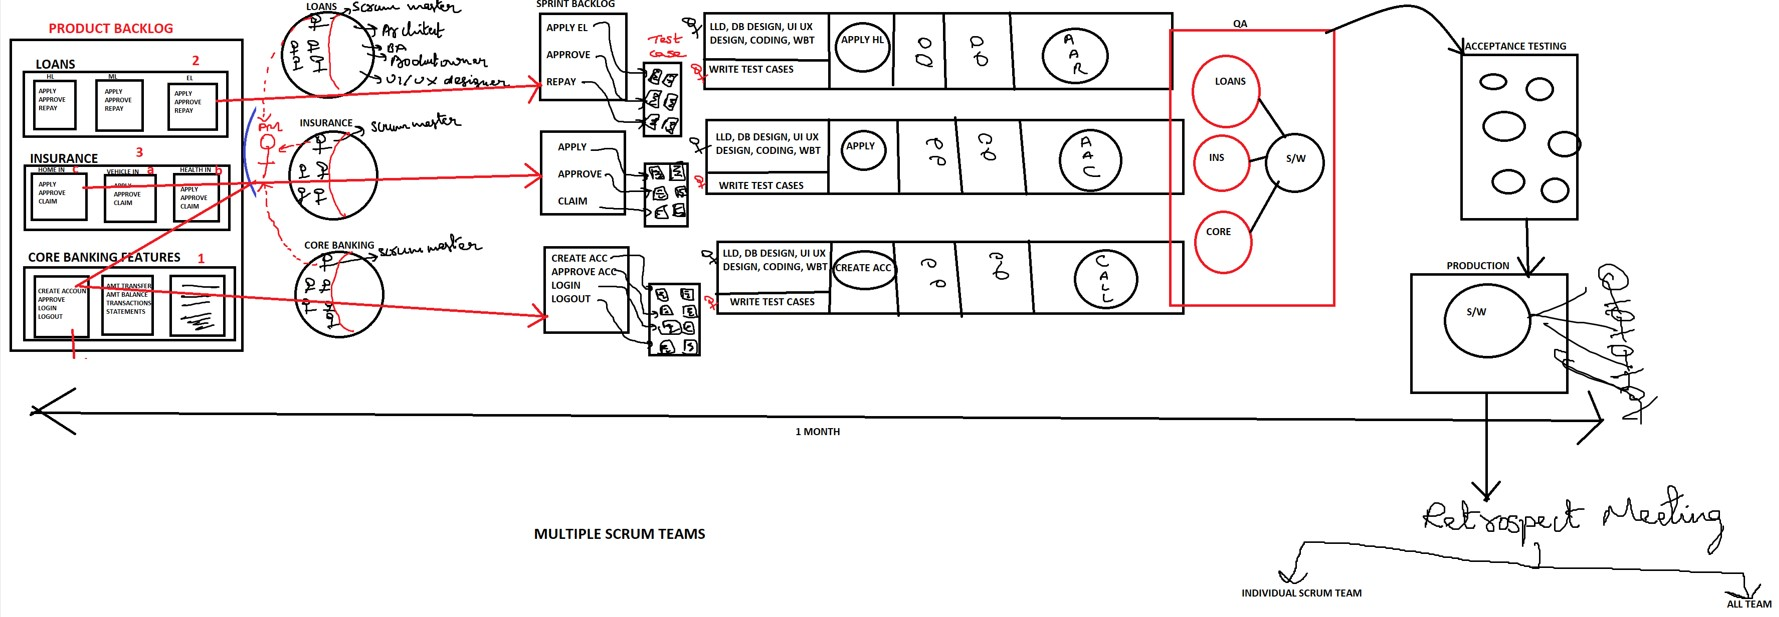 PRODUCT BACKLOG
LOANS
2
HL
ML
EL
APPLY
APPROVE
REPAY
APPLY
APPROVE
REPAY
APPLY
APPROVE
REPAY
INSURANCE
3
HOME IN
c
VEHICLE IN
a
HEALTH IN
b
APPLY
APPROVE
CLAIM
APPLY
APPROVE
CLAIM
APPLY
APPROVE
CLAIM
CORE BANKING FEATURES
1
CREATE ACCOUN
APPROVE
LOGIN
LOGOUT
AMT TRANSFER
AMT BALANCE
TRANSACTIONS
STATEMENTS
PM
LOANS
Scrum master
Architect
BA
Product owner
UI/UX designer
INSURANCE
Scrum master
CORE BANKING
Scrum master
SPRINT BACKLOG
APPLY EL
APPROVE
REPAY
Test
case
APPLY
APPROVE
CLAIM
CREATE ACC
APPROVE ACC
LOGIN
LOGOUT
LLD, DB DESIGN, UI UX
DESIGN, CODING, WBT
WRITE TEST CASES
APPLY HL
A
A
R
LLD, DB DESIGN, UI UX
DESIGN, CODING, WBT
WRITE TEST CASES
APPLY
A
A
C
LLD, DB DESIGN, UI UX
DESIGN, CODING, WBT
WRITE TEST CASES
CREATE ACC
C
A
L
L
QA
LOANS
INS
CORE
S/W
ACCEPTANCE TESTING
PRODUCTION
S/W
1 MONTH
Retrospect Meeting
INDIVIDUAL SCRUM TEAM
ALL TEAM
MULTIPLE SCRUM TEAMS